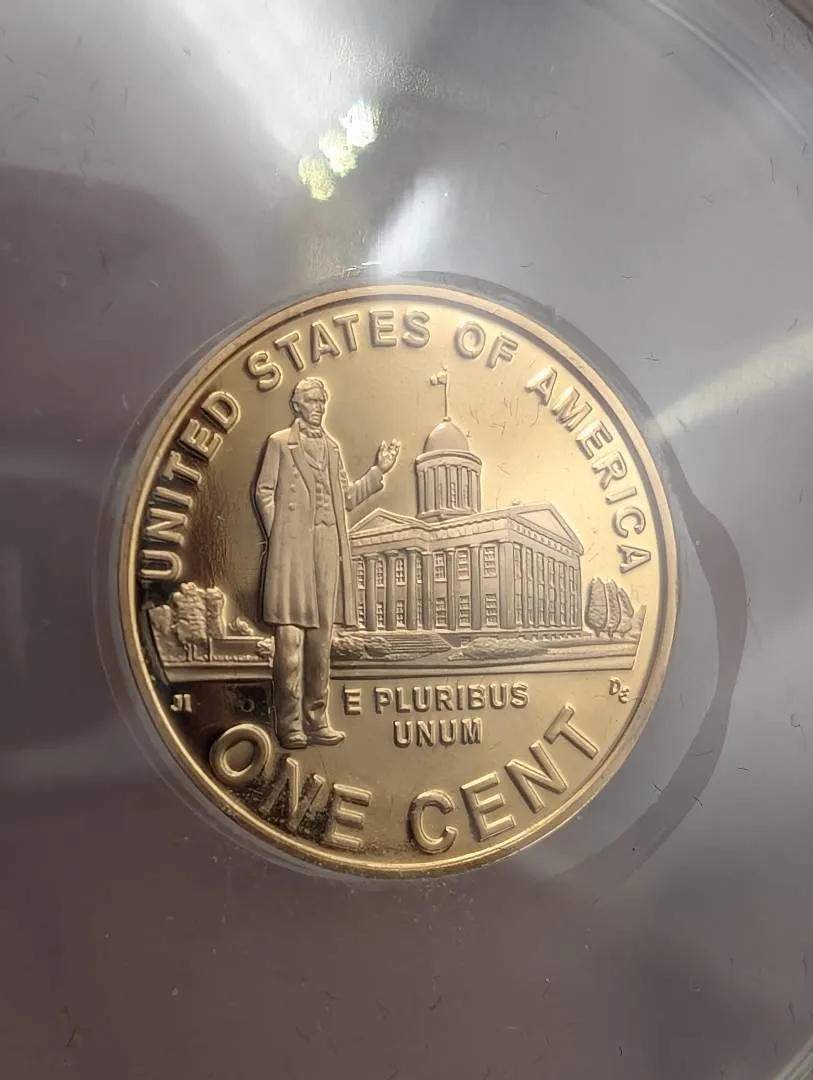 UNITED STATES OF AMERICA
JI
E PLURIBUS
UNUM
DE
ONE CENT